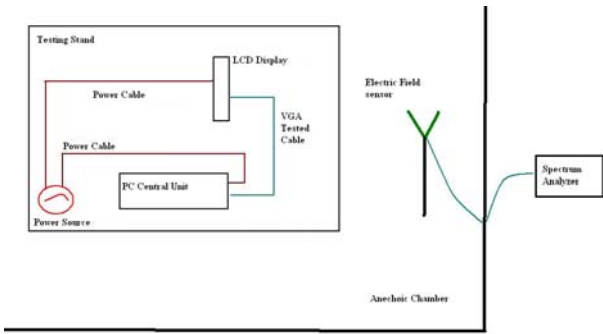 Testing Stand
LCD Display
Power Cable
VGA
Tested
Cable
Power Cable
PC Central Unit
Power Source
Electric Field
sensor
Spectrum
Analyzer
Anechoic Chamber